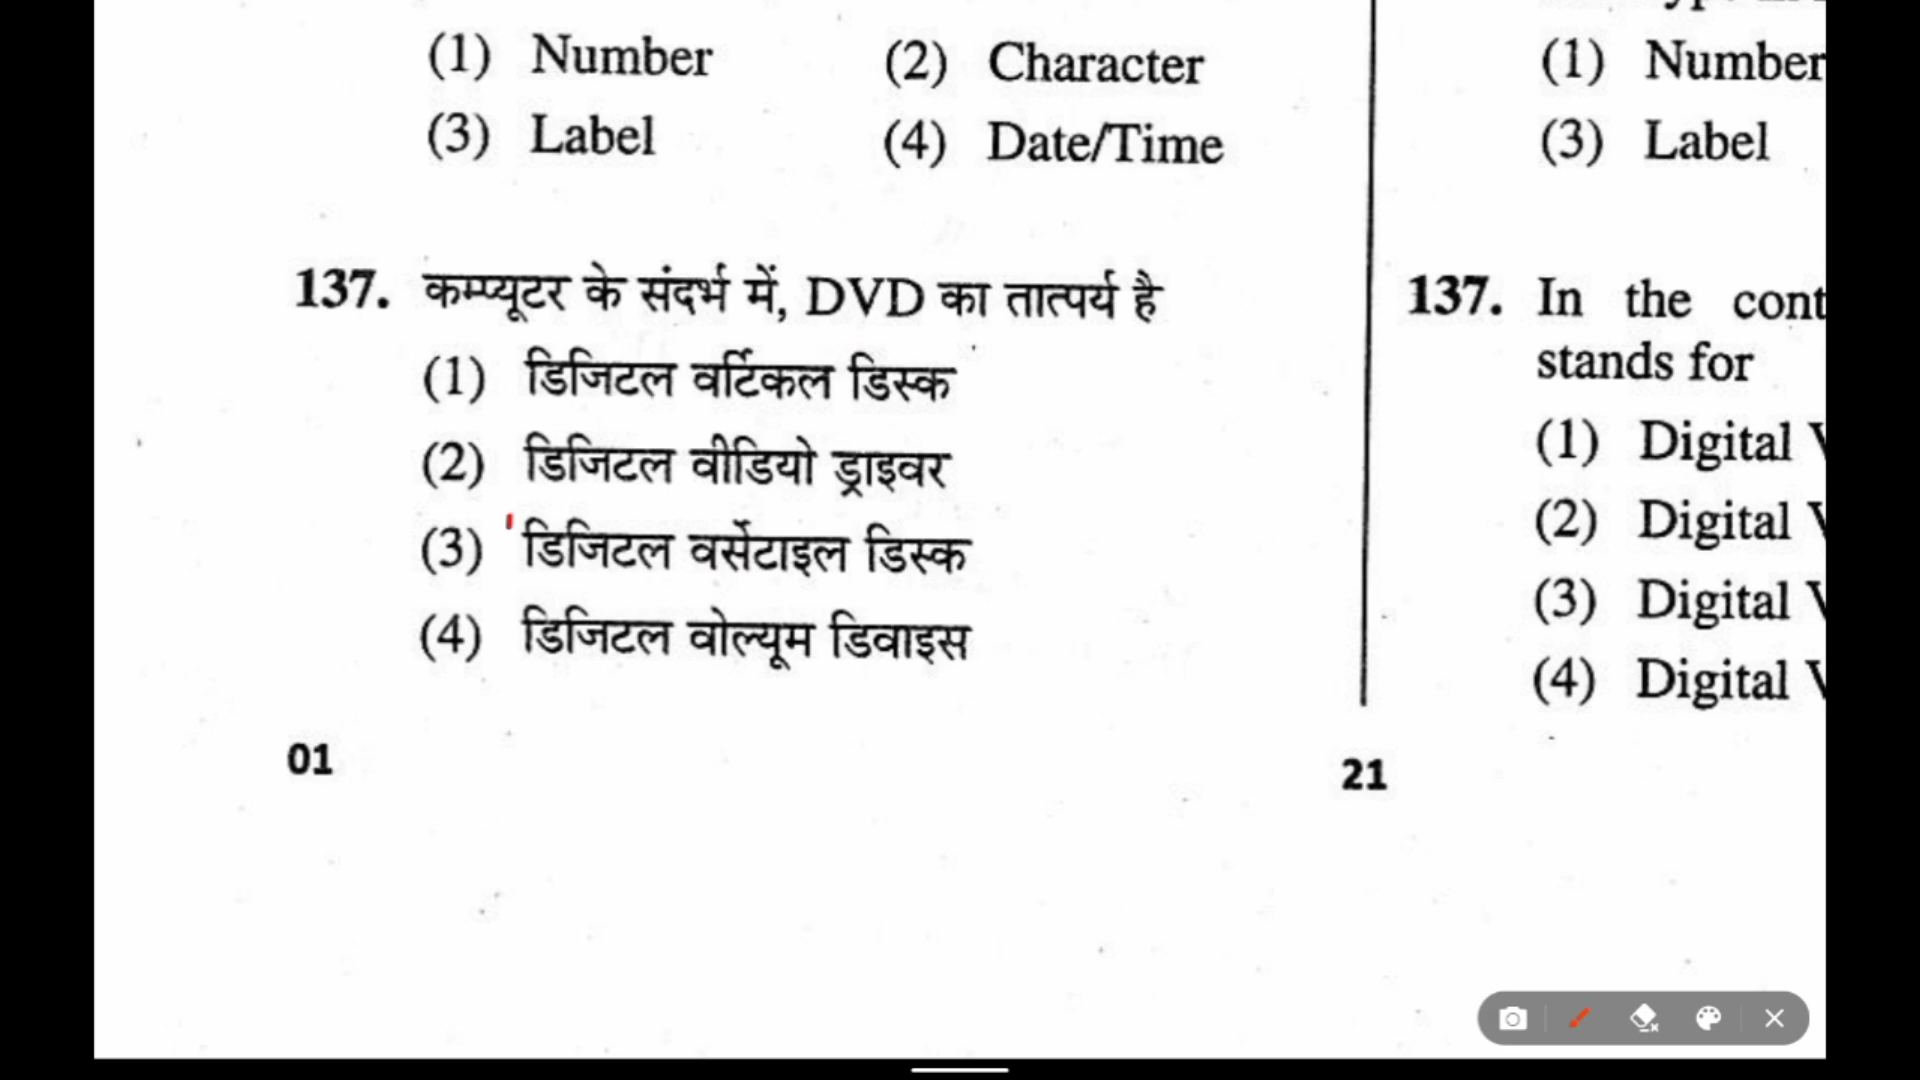 (1) Number (2) Character
(3) Label (4) Date/Time
137. कम्प्यूटर के संदर्भ में, DVD का तात्पर्य है
(1) डिजिटल वर्टिकल डिस्क
(2) डिजिटल वीडियो ड्राइवर
(3) डिजिटल वर्सेटाइल डिस्क
(4) डिजिटल वोल्यूम डिवाइस
01
21
(1) Number
(3) Label
137. In the cont
stands for
(1) Digital
(2) Digital
(3) Digital
(4) Digital